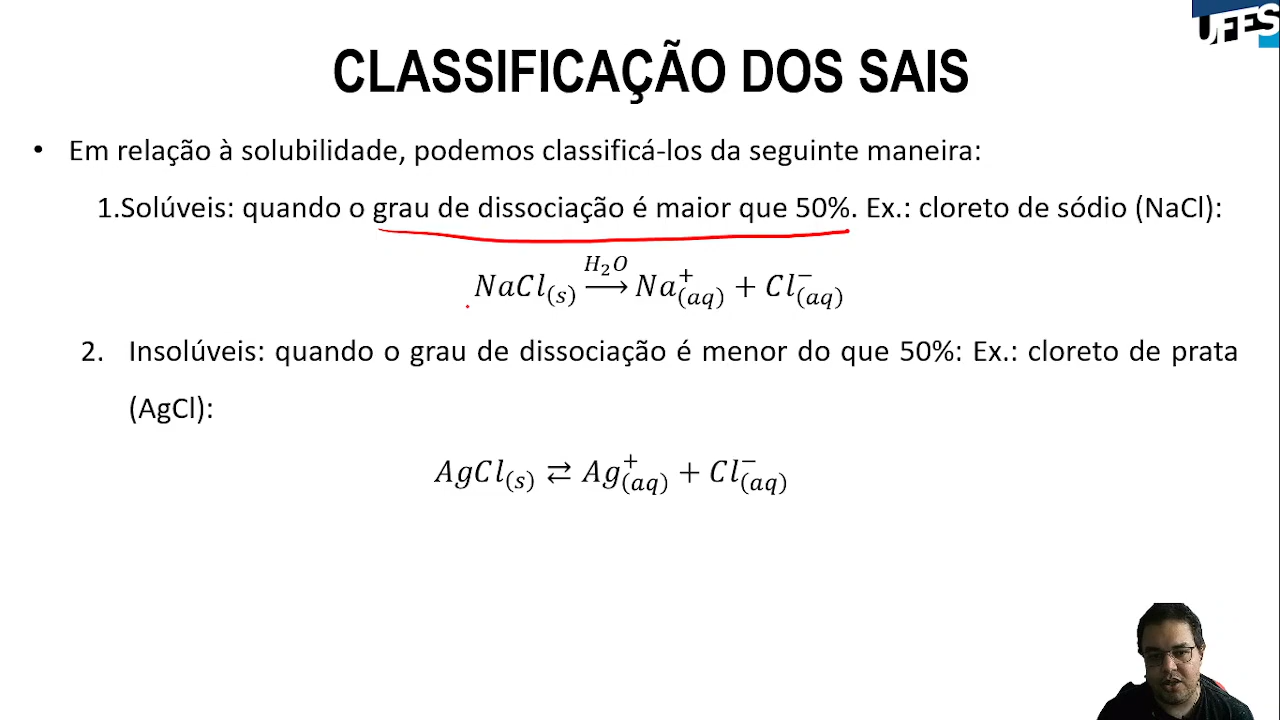 UFES
CLASSIFICAÇÃO DOS SAIS
• Em relação à solubilidade, podemos classificá-los da seguinte maneira:
1.Solúveis: quando o grau de dissociação é maior que 50%. Ex.: cloreto de sódio (NaCl):
NaCl(s) —H₂O→ Na⁺(aq) + Cl⁻(aq)
2. Insolúveis: quando o grau de dissociação é menor do que 50%: Ex.: cloreto de prata
(AgCl):
AgCl(s) ⇄ Ag⁺(aq) + Cl⁻(aq)